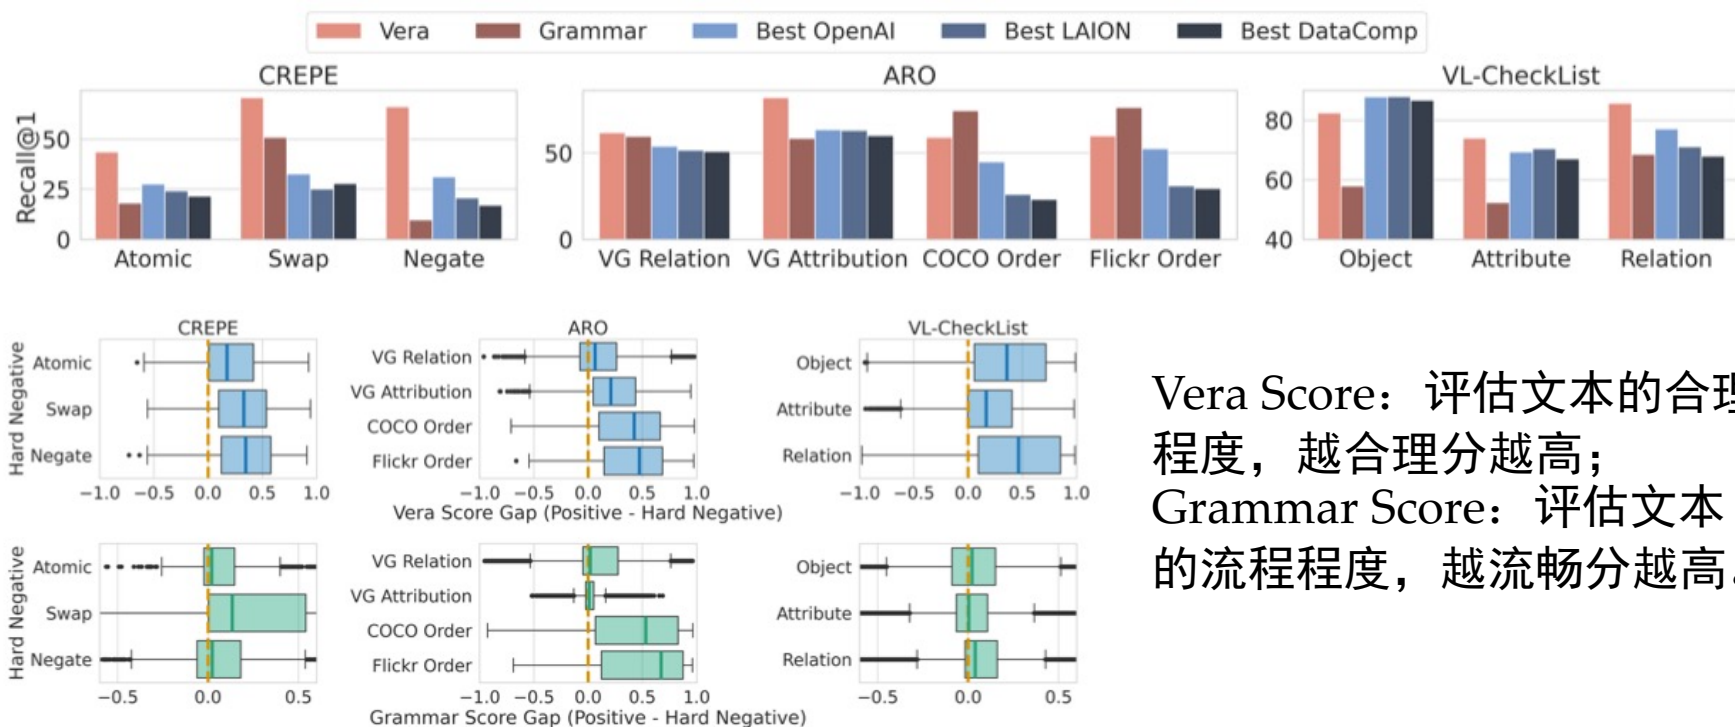 Vera Grammar Best OpenAI Best LAION Best DataComp
CREPE
Recall@1
50
25
0
Atomic Swap Negate
ARO
50
0
VG Relation VG Attribution COCO Order Flickr Order
VL-CheckList
80
60
40
Object Attribute Relation
CREPE
Hard Negative
Atomic
Swap
Negate
−1.0 −0.5 0.0 0.5 1.0
ARO
VG Relation
VG Attribution
COCO Order
Flickr Order
−1.0 −0.5 0.0 0.5 1.0
VL-CheckList
Object
Attribute
Relation
−1.0 −0.5 0.0 0.5 1.0
Vera Score Gap (Positive - Hard Negative)
Hard Negative
Atomic
Swap
Negate
−0.5 0.0 0.5
VG Relation
VG Attribution
COCO Order
Flickr Order
−1.0 −0.5 0.0 0.5 1.0
Object
Attribute
Relation
−0.5 0.0 0.5
Grammar Score Gap (Positive - Hard Negative)
Vera Score：评估文本的合理
程度，越合理分越高；
Grammar Score：评估文本
的流程程度，越流畅分越高。